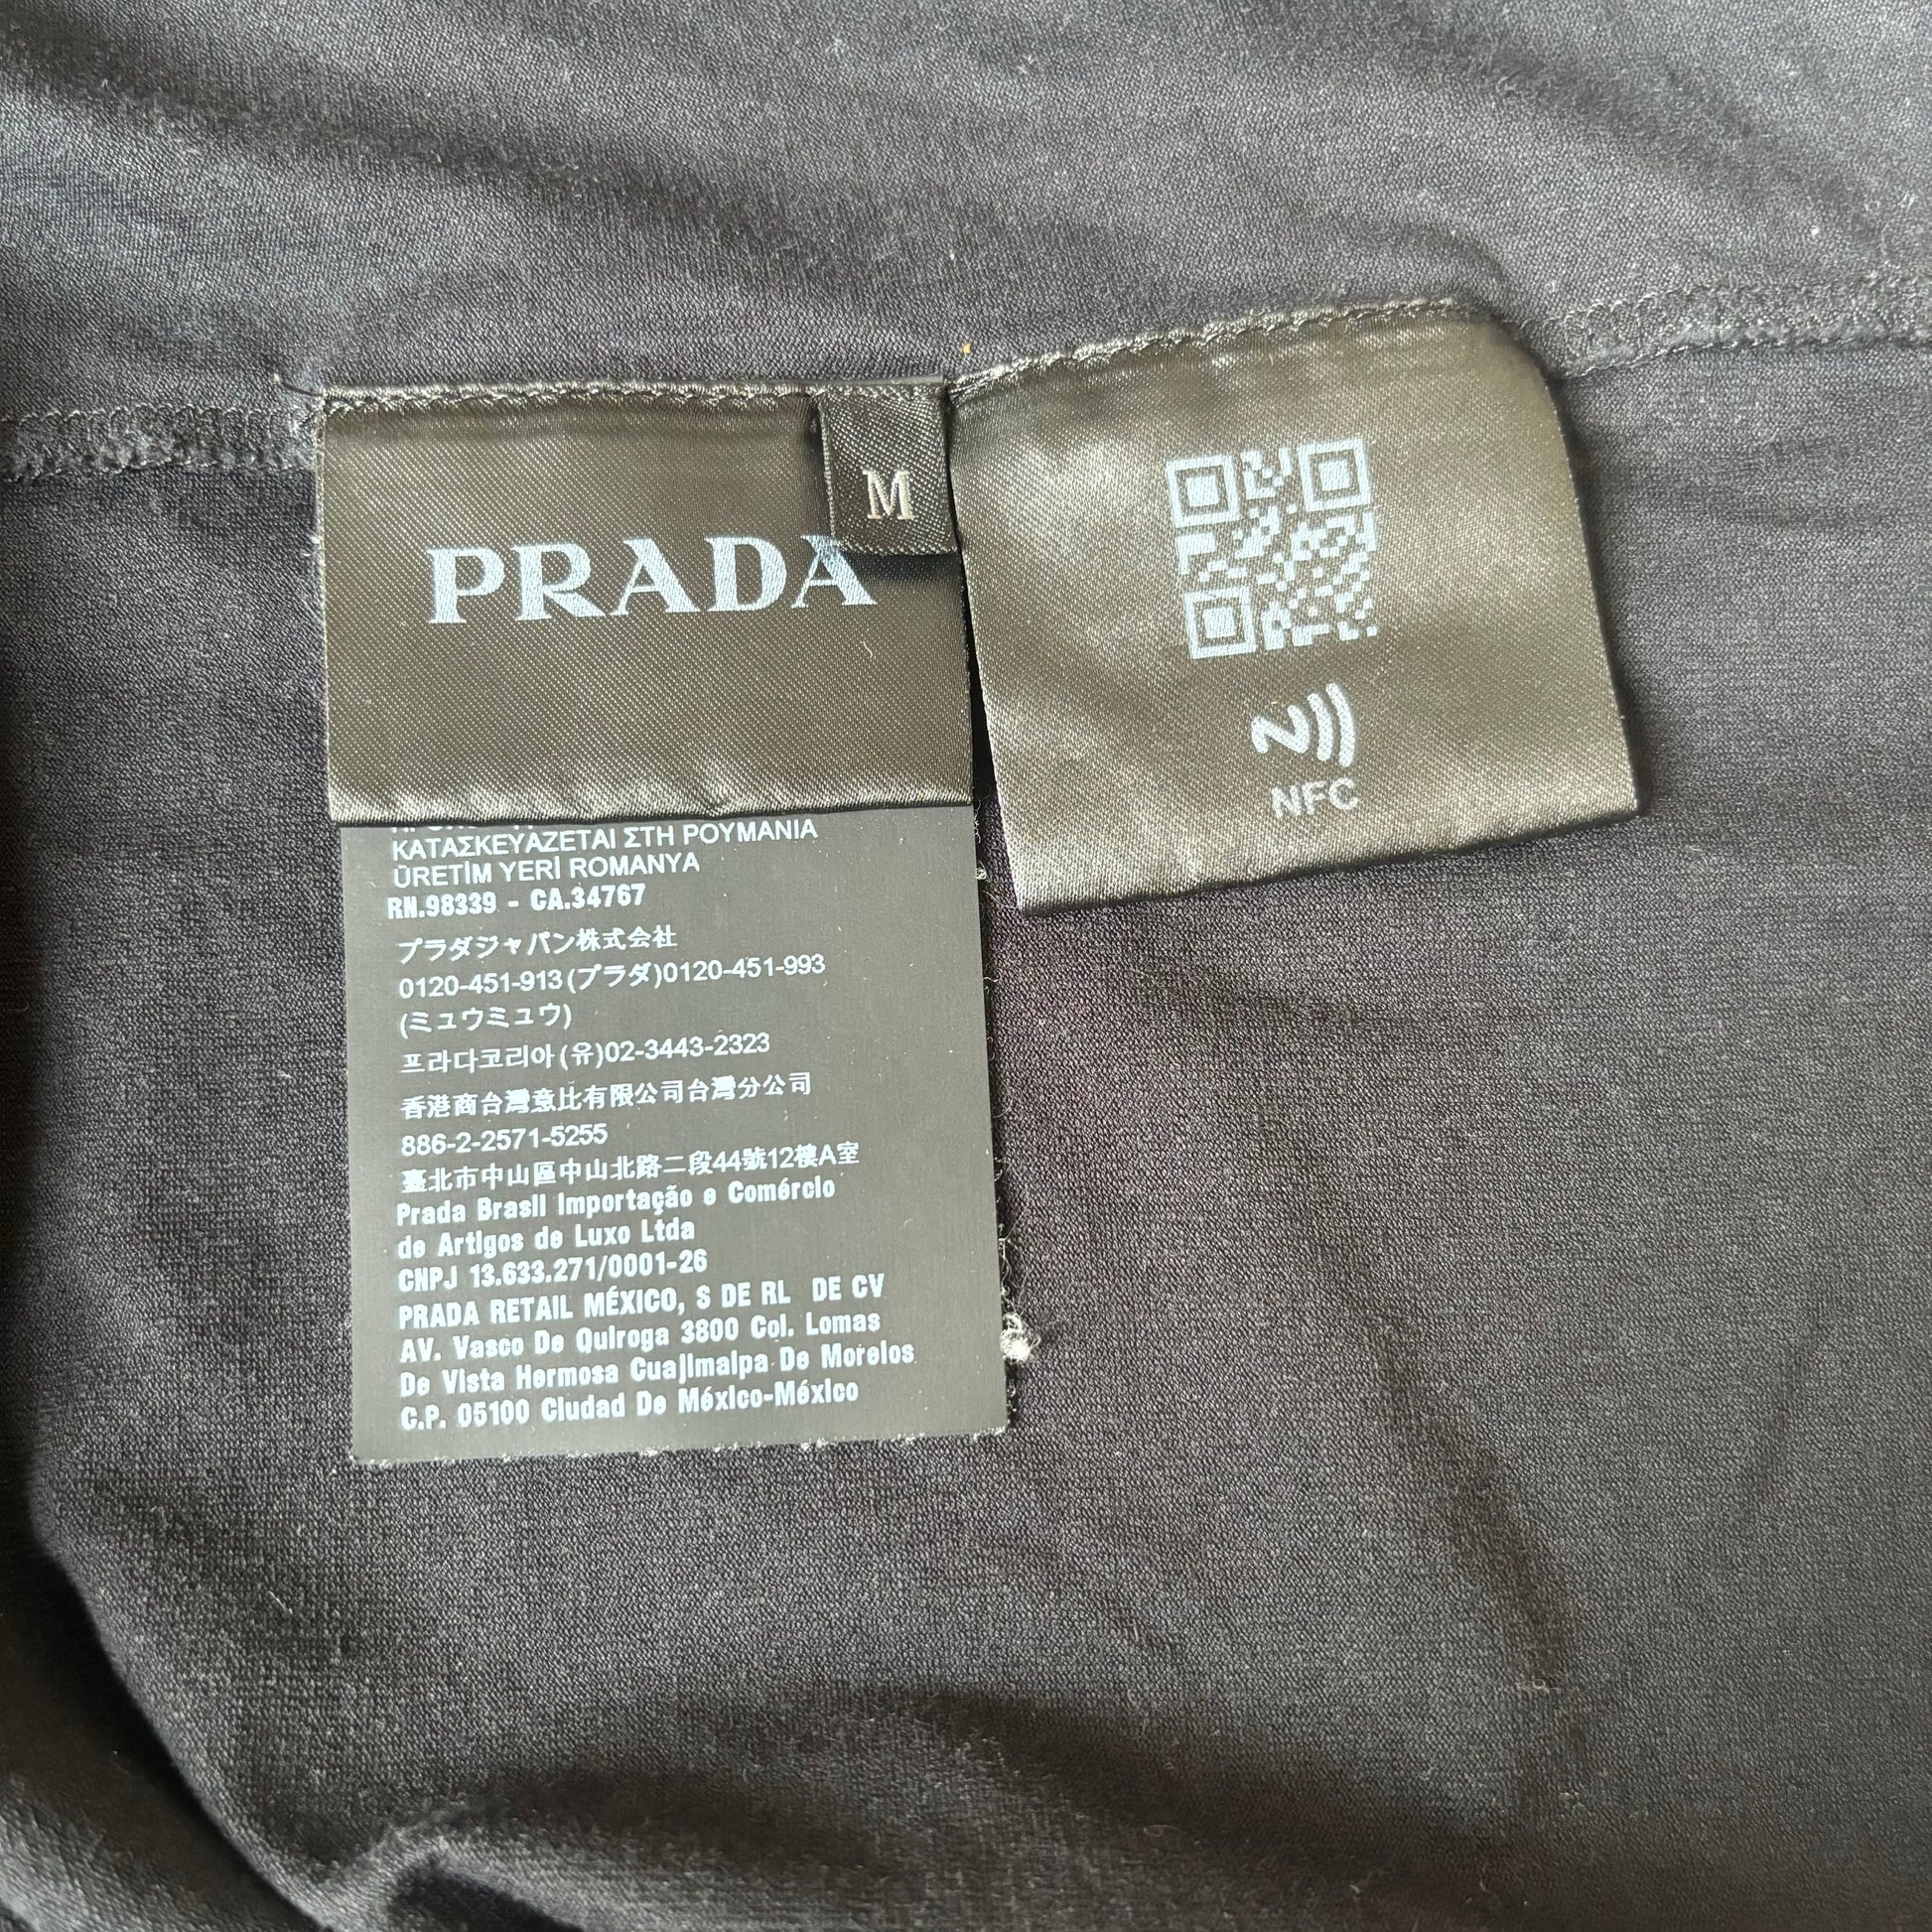 PRADA
M
NFC
ΚΑΤΑΣΚΕΥΑΖΕΤΑΙ ΣΤΗ ΡΟΥΜΑΝΙΑ
ÜRETİM YERİ ROMANYA
RN.98339 - CA.34767
プラダジャパン株式会社
0120-451-913(プラダ)0120-451-993
(ミュウミュウ)
프라다코리아(유)02-3443-2323
香港商台灣意比有限公司台灣分公司
886-2-2571-5255
臺北市中山區中山北路二段44號12樓A室
Prada Brasil Importação e Comércio
de Artigos de Luxo Ltda
CNPJ 13.633.271/0001-26
PRADA RETAIL MÉXICO, S DE RL DE CV
AV. Vasco De Quiroga 3800 Col. Lomas
De Vista Hermosa Cuajimalpa De Morelos
C.P. 05100 Ciudad De México-México